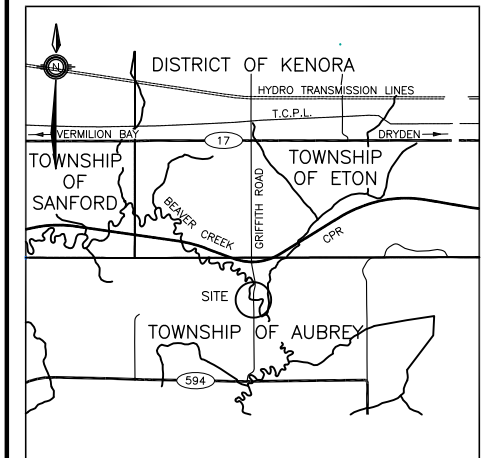 N
DISTRICT OF KENORA
HYDRO TRANSMISSION LINES
T.C.P.L.
VERMILION BAY
17
DRYDEN
TOWNSHIP
OF
SANFORD
TOWNSHIP
OF ETON
BEAVER CREEK
GRIFFITH ROAD
CPR
SITE
TOWNSHIP OF AUBREY
594